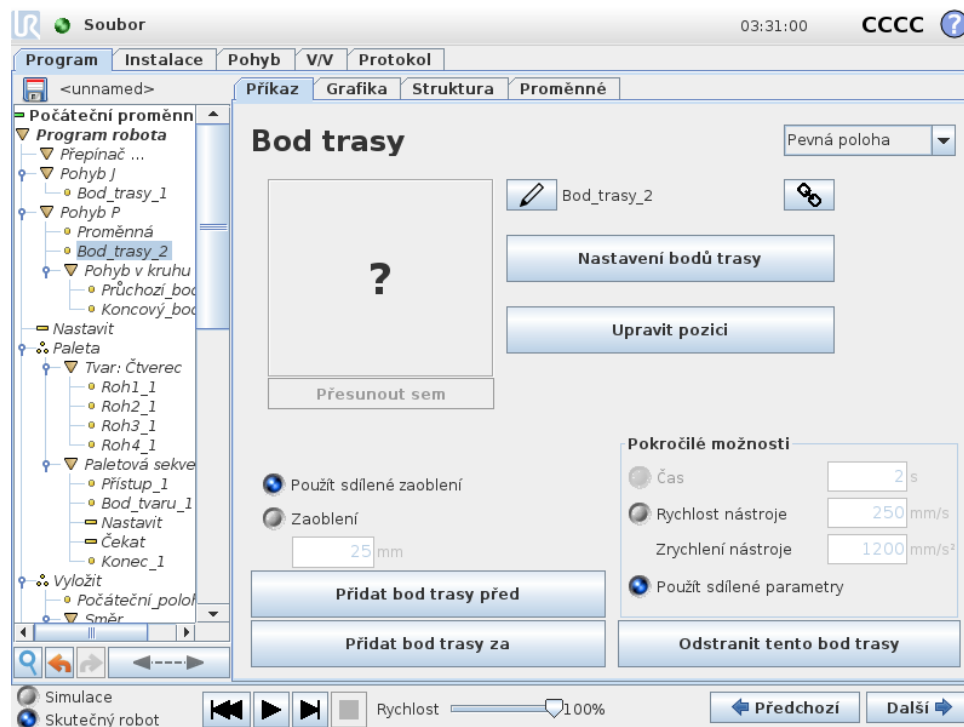 UR Soubor 03:31:00 CCCC ?
Program Instalace Pohyb V/V Protokol
<unnamed>
Příkaz Grafika Struktura Proměnné
Počáteční proměnn
Program robota
Přepínač ...
Pohyb J
Bod_trasy_1
Pohyb P
Proměnná
Bod_trasy_2
Pohyb v kruhu
Průchozí_bod
Koncový_bod
Nastavit
Paleta
Tvar: Čtverec
Roh1_1
Roh2_1
Roh3_1
Roh4_1
Paletová sekve
Přístup_1
Bod_tvaru_1
Nastavit
Čekat
Konec_1
Vyložit
Počáteční_poloh
Směr
Bod trasy
Pevná poloha
?
Bod_trasy_2
Nastavení bodů trasy
Upravit pozici
Přesunout sem
Použít sdílené zaoblení
Zaoblení
25 mm
Pokročilé možnosti
Čas 2 s
Rychlost nástroje 250 mm/s
Zrychlení nástroje 1200 mm/s²
Použít sdílené parametry
Přidat bod trasy před
Přidat bod trasy za
Odstranit tento bod trasy
Simulace
Skutečný robot
Rychlost 100%
Předchozí
Další